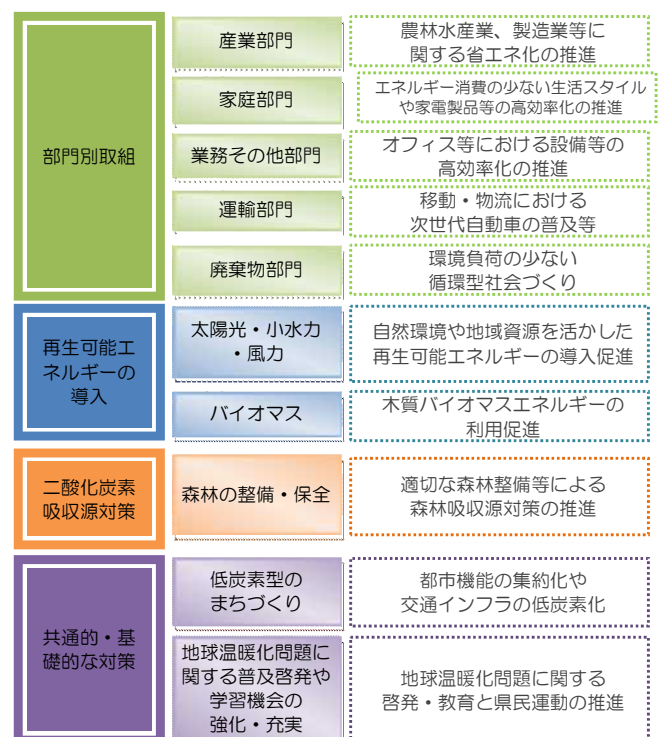 部門別取組
産業部門
農林水産業、製造業等に
関する省エネ化の推進
家庭部門
エネルギー消費の少ない生活スタイル
や家電製品等の高効率化の推進
業務その他部門
オフィス等における設備等の
高効率化の推進
運輸部門
移動・物流における
次世代自動車の普及等
廃棄物部門
環境負荷の少ない
循環型社会づくり
再生可能エ
ネルギーの
導入
太陽光・小水力
・風力
自然環境や地域資源を活かした
再生可能エネルギーの導入促進
バイオマス
木質バイオマスエネルギーの
利用促進
二酸化炭素
吸収源対策
森林の整備・保全
適切な森林整備等による
森林吸収源対策の推進
共通的・基
礎的な対策
低炭素型の
まちづくり
都市機能の集約化や
交通インフラの低炭素化
地球温暖化問題に
関する普及啓発や
学習機会の
強化・充実
地球温暖化問題に関する
啓発・教育と県民運動の推進